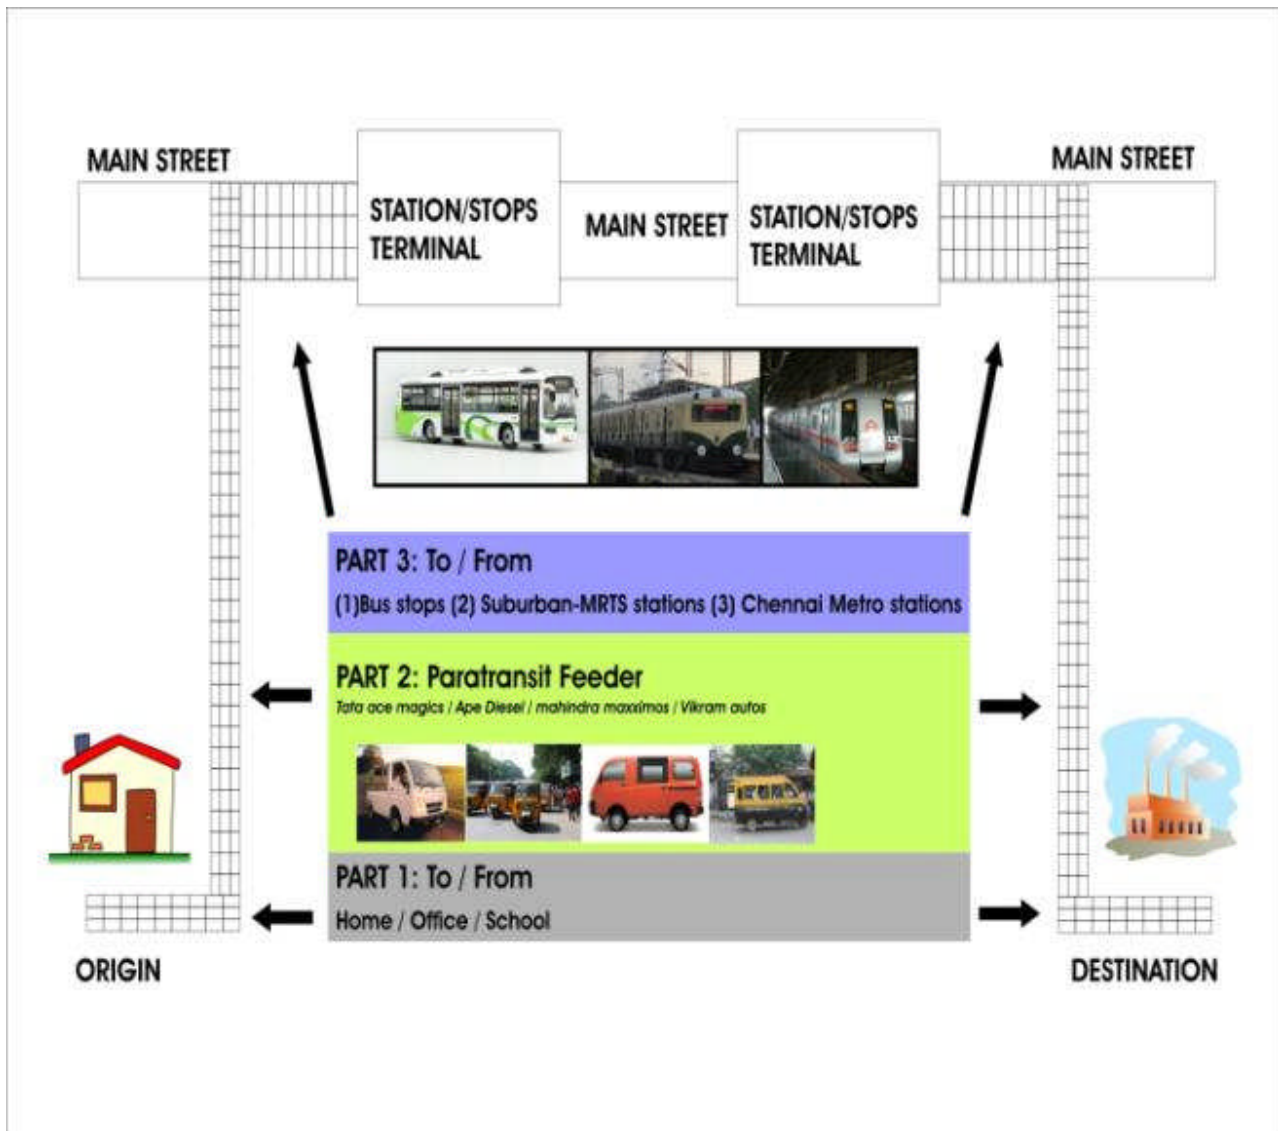 MAIN STREET
MAIN STREET
STATION/STOPS
TERMINAL
MAIN STREET
STATION/STOPS
TERMINAL
PART 3: To / From
(1)Bus stops (2) Suburban-MRTS stations (3) Chennai Metro stations
PART 2: Paratransit Feeder
Tata ace magics / Ape Diesel / mahindra maxximos / Vikram autos
PART 1: To / From
Home / Office / School
ORIGIN
DESTINATION